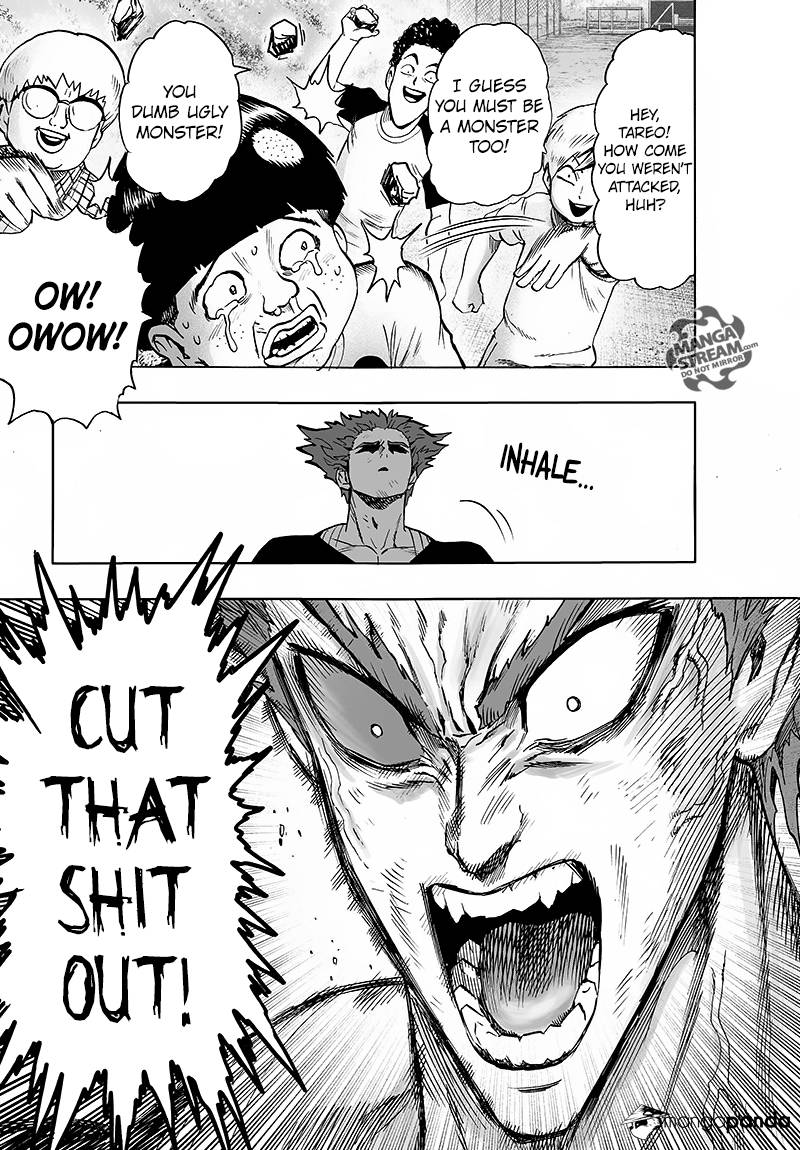 HEY,
TAREO!
HOW COME
YOU WEREN'T
ATTACKED,
HUH?
I GUESS
YOU MUST BE
A MONSTER
TOO!
YOU
DUMB UGLY
MONSTER!
OW!
OWOW!
MANGA
STREAM.com
DO NOT MIRROR
INHALE...
CUT
THAT
SHIT
OUT!
mangapanda